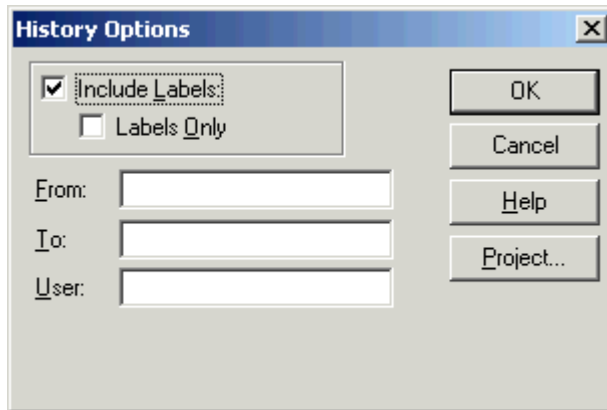 History Options
Include Labels:
Labels Only
OK
Cancel
From:
Help
To:
Project...
User: